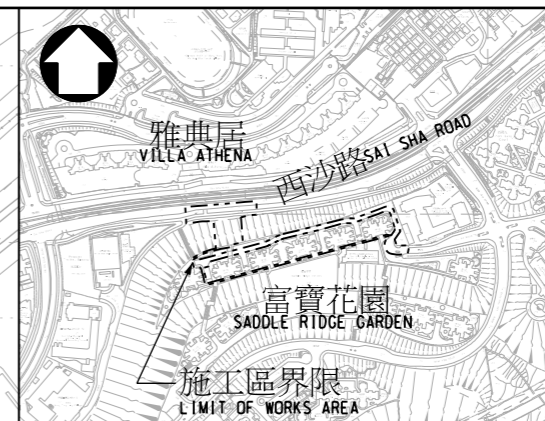 雅典居
VILLA ATHENA
西沙路 SAI SHA ROAD
富寶花園
SADDLE RIDGE GARDEN
施工區界限
LIMIT OF WORKS AREA